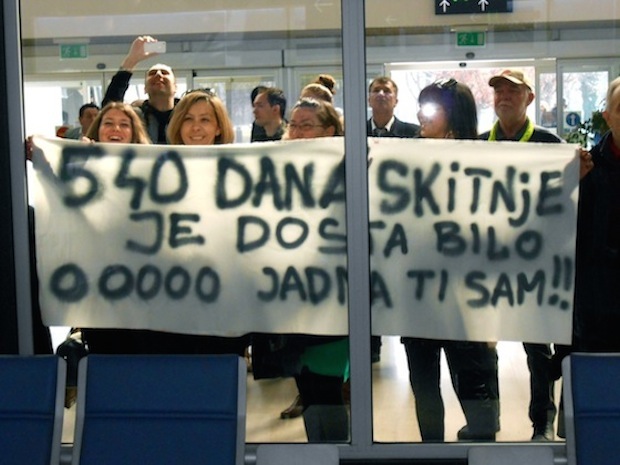 540 DANA SKiTNjE
JE DOSTA BILO
OOOOO JADNA TI SAM!!